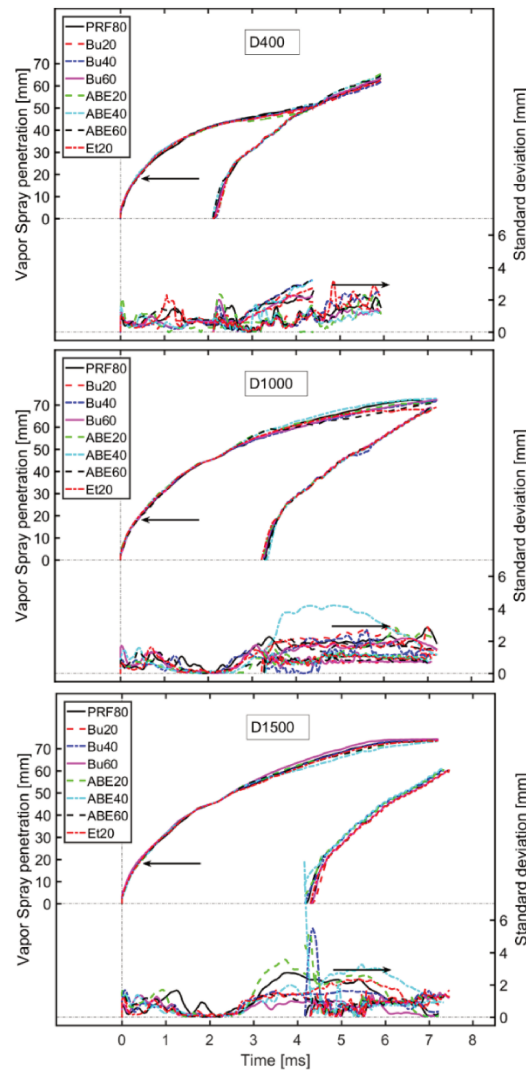 D400
PRF80
Bu20
Bu40
Bu60
ABE20
ABE40
ABE60
Et20
Vapor Spray penetration [mm]
70
60
50
40
30
20
10
0
Standard deviation [mm]
6
4
2
0
D1000
PRF80
Bu20
Bu40
Bu60
ABE20
ABE40
ABE60
Et20
Vapor Spray penetration [mm]
70
60
50
40
30
20
10
0
Standard deviation [mm]
6
4
2
0
D1500
PRF80
Bu20
Bu40
Bu60
ABE20
ABE40
ABE60
Et20
Vapor Spray penetration [mm]
70
60
50
40
30
20
10
0
Standard deviation [mm]
6
4
2
0
0 1 2 3 4 5 6 7 8
Time [ms]